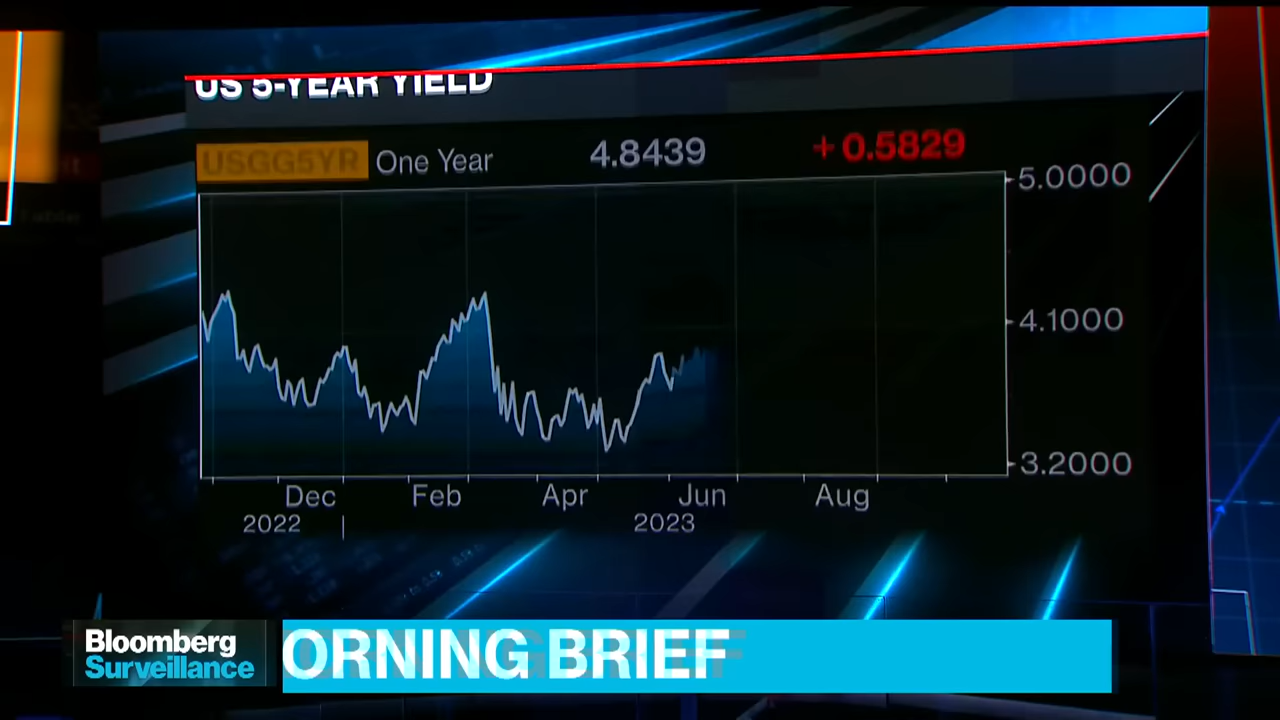 US 5-YEAR YIELD
USGG5YR One Year 4.8439 +0.5829
5.0000
4.1000
3.2000
Dec Feb Apr Jun Aug
2022 2023
Bloomberg
Surveillance
ORNING BRIEF